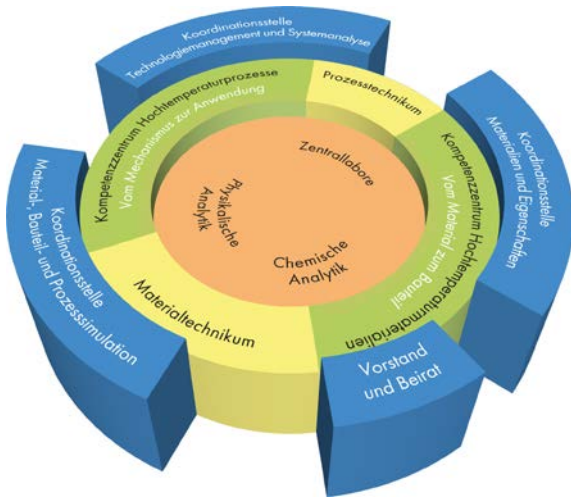 Koordinationsstelle
Technologiemanagement und Systemanalyse
Kompetenzzentrum Hochtemperaturprozesse
Vom Mechanismus zur Anwendung
Prozesstechnikum
Koordinationsstelle
Materialien und Eigenschaften
Kompetenzzentrum Hochtemperaturmaterialien
Vom Material zum Bauteil
Zentrallabore
Physikalische
Analytik
Chemische
Analytik
Koordinationsstelle
Material-, Bauteil- und Prozesssimulation
Materialtechnikum
Vorstand
und Beirat